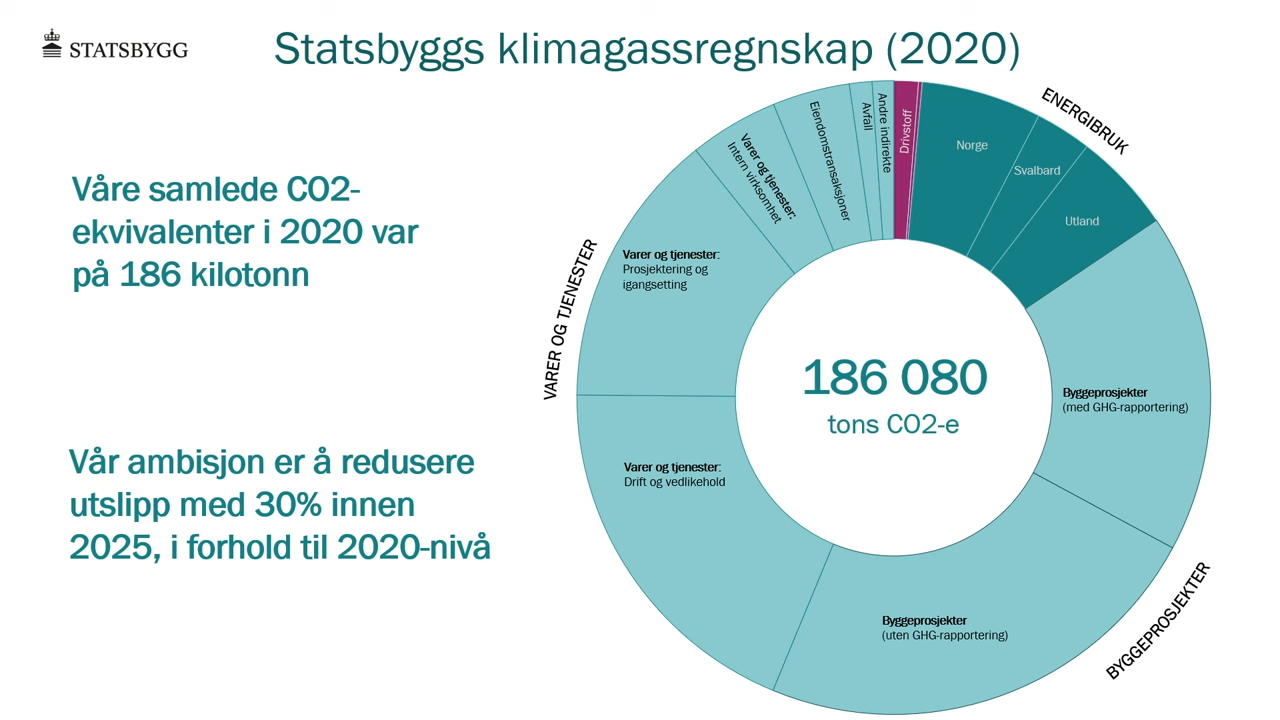 STATSBYGG
Statsbyggs klimagassregnskap (2020)
Våre samlede CO2-
ekvivalenter i 2020 var
på 186 kilotonn
Vår ambisjon er å redusere
utslipp med 30% innen
2025, i forhold til 2020-nivå
ENERGIBRUK
Drivstoff
Norge
Svalbard
Utland
Byggeprosjekter
(med GHG-rapportering)
BYGGEPROSJEKTER
Byggeprosjekter
(uten GHG-rapportering)
Varer og tjenester:
Drift og vedlikehold
VARER OG TJENESTER
Varer og tjenester:
Prosjektering og
igangsetting
Varer og tjenester:
Intern virksomhet
Eiendomstransaksjoner
Avfall
Andre indirekte
186 080
tons CO2-e